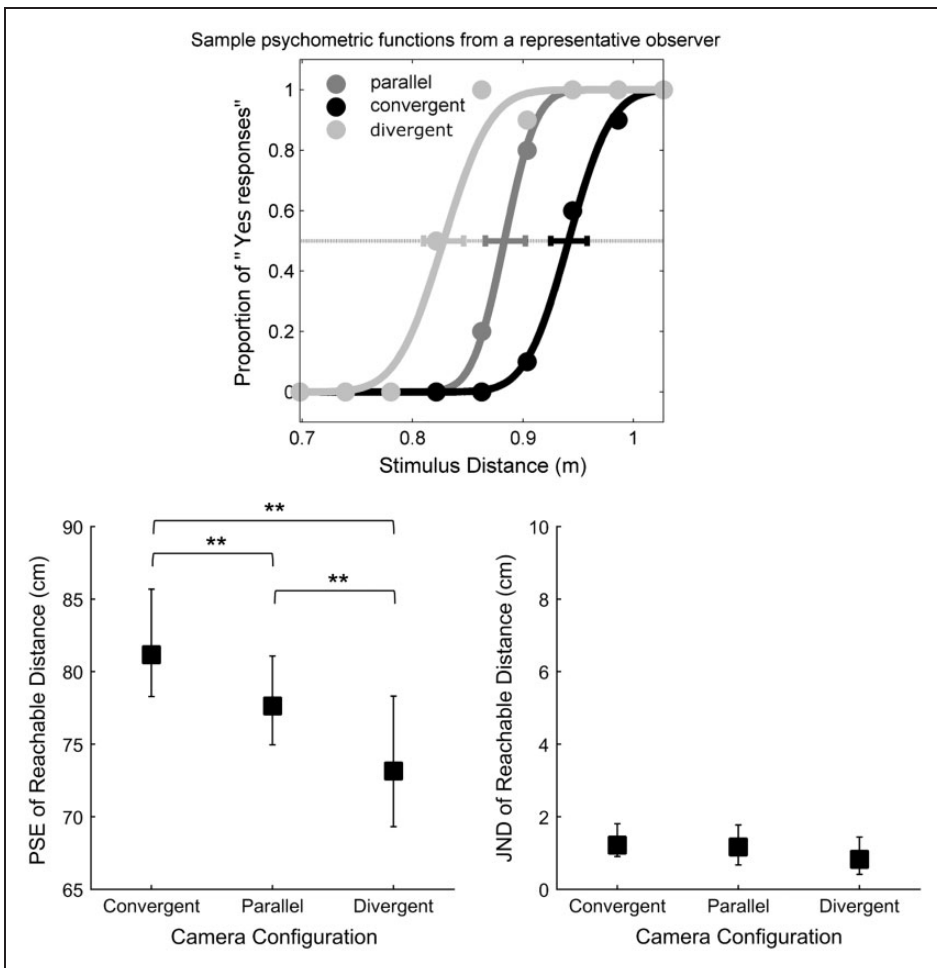 Sample psychometric functions from a representative observer
parallel
convergent
divergent
Proportion of " Yes responses"
1
0.8
0.6
0.4
0.2
0
0.7
0.8
0.9
1
Stimulus Distance (m)
PSE of Reachable Distance (cm)
90
85
80
75
70
65
**
**
**
Convergent
Parallel
Divergent
Camera Configuration
JND of Reachable Distance (cm)
10
8
6
4
2
0
Convergent
Parallel
Divergent
Camera Configuration